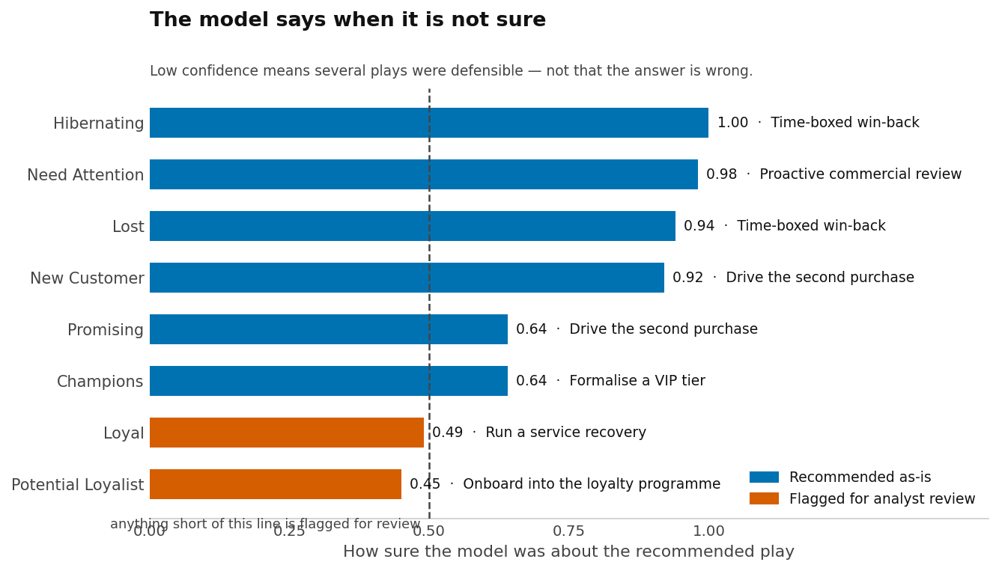 The model says when it is not sure
Low confidence means several plays were defensible — not that the answer is wrong.
Hibernating 1.00 · Time-boxed win-back
Need Attention 0.98 · Proactive commercial review
Lost 0.94 · Time-boxed win-back
New Customer 0.92 · Drive the second purchase
Promising 0.64 · Drive the second purchase
Champions 0.64 · Formalise a VIP tier
Loyal 0.49 · Run a service recovery
Potential Loyalist 0.45 · Onboard into the loyalty programme
Recommended as-is
Flagged for analyst review
anything short of this line is flagged for review
0.00 0.25 0.50 0.75 1.00
How sure the model was about the recommended play